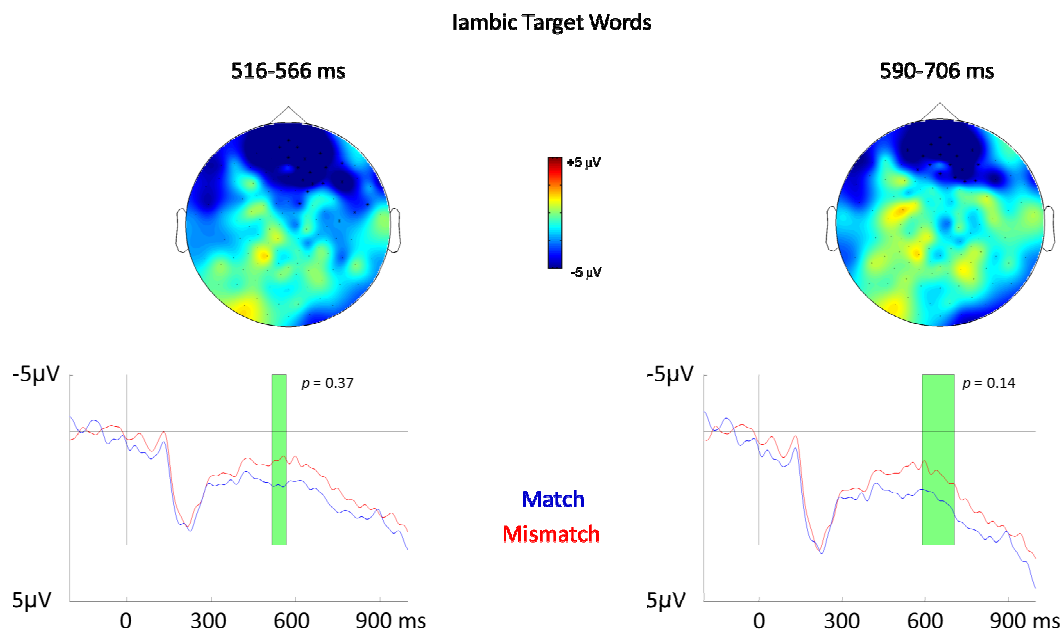 Iambic Target Words
516-566 ms
590-706 ms
+5 µV
-5 µV
-5µV
p = 0.37
5µV
0
300
600
900 ms
Match
Mismatch
-5µV
p = 0.14
5µV
0
300
600
900 ms